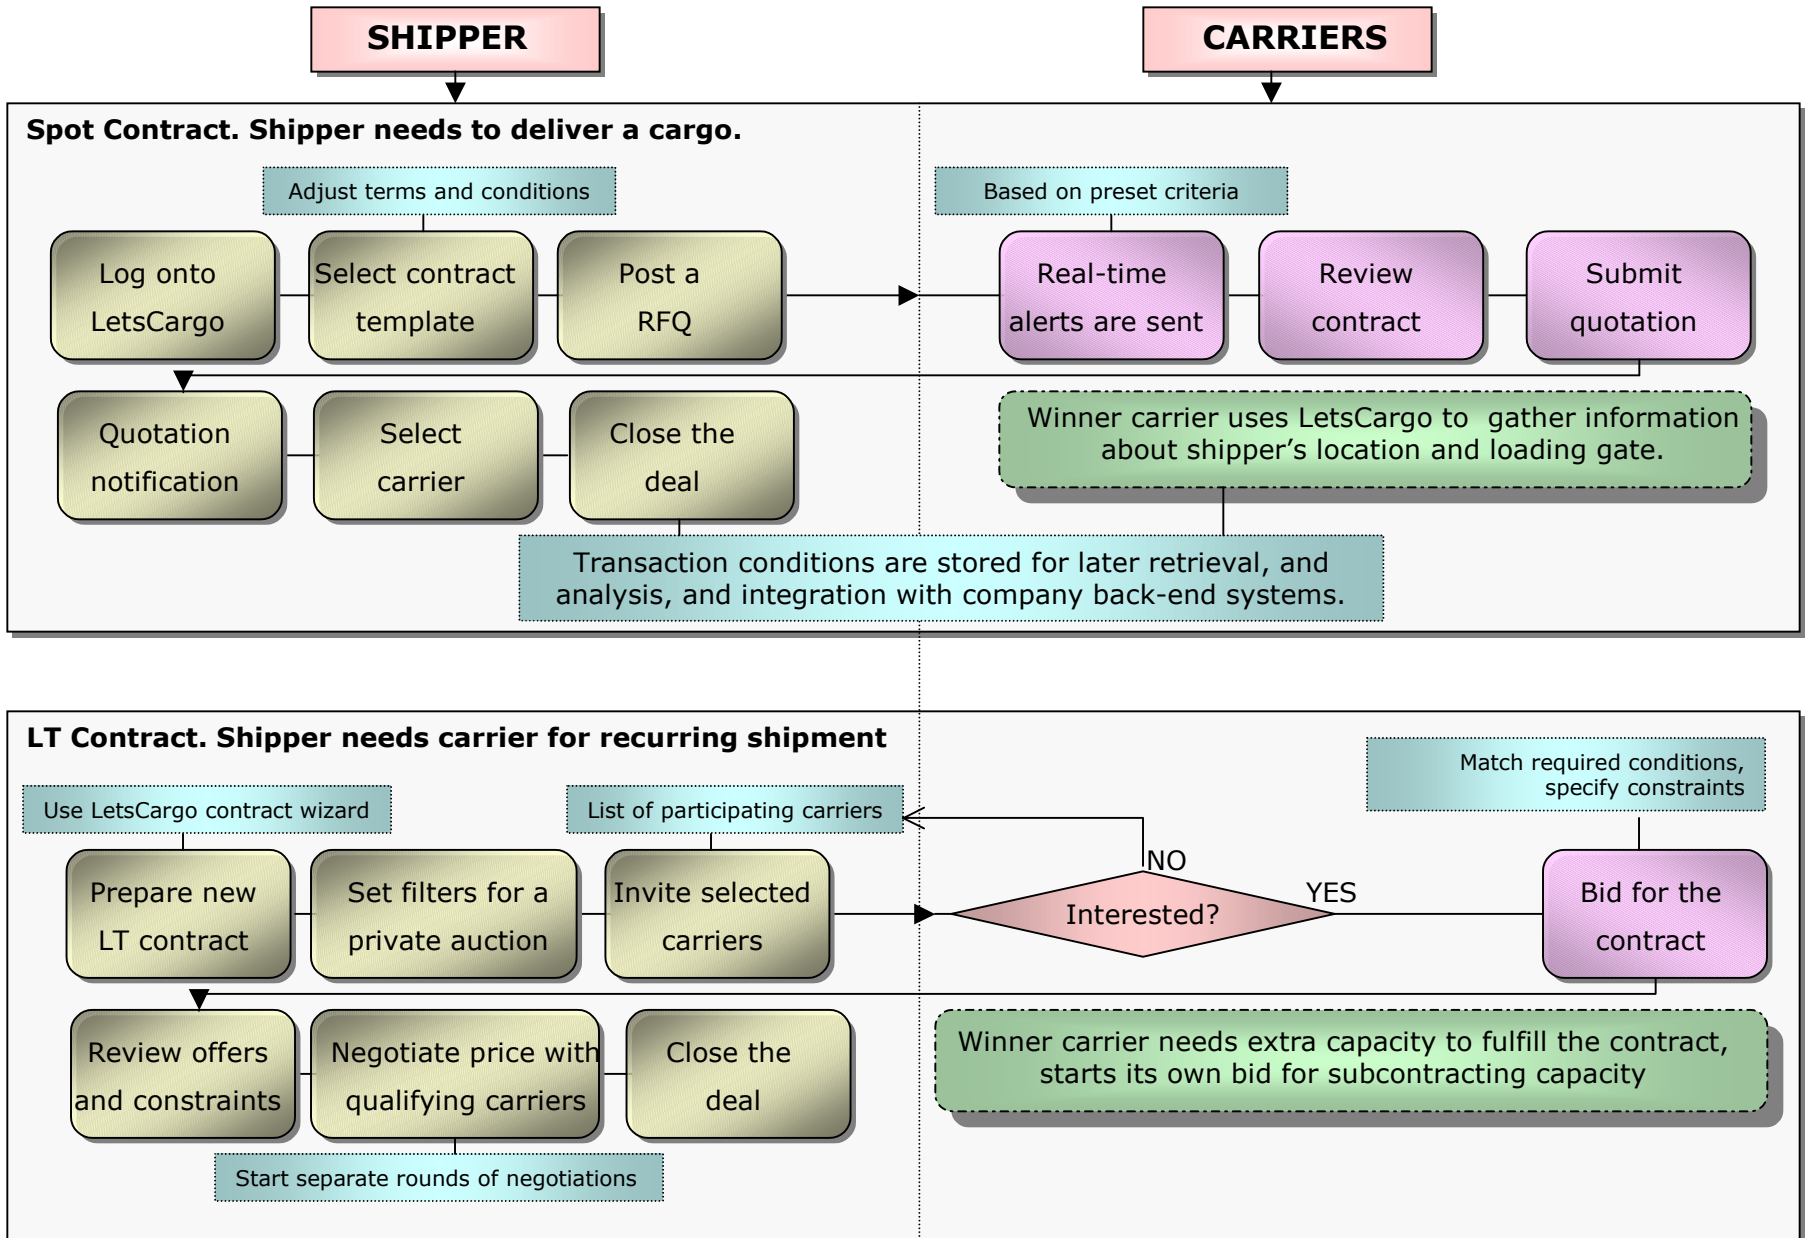 SHIPPER
CARRIERS
Spot Contract. Shipper needs to deliver a cargo.
Adjust terms and conditions
Based on preset criteria
Log onto
LetsCargo
Select contract
template
Post a
RFQ
Real-time
alerts are sent
Review
contract
Submit
quotation
Quotation
notification
Select
carrier
Close the
deal
Winner carrier uses LetsCargo to  gather information
about shipper’s location and loading gate.
Transaction conditions are stored for later retrieval, and
analysis, and integration with company back-end systems.
LT Contract. Shipper needs carrier for recurring shipment
Use LetsCargo contract wizard
List of participating carriers
Match required conditions,
specify constraints
Prepare new
LT contract
Set filters for a
private auction
Invite selected
carriers
NO
Interested?
YES
Bid for the
contract
Review offers
and constraints
Negotiate price with
qualifying carriers
Close the
deal
Winner carrier needs extra capacity to fulfill the contract,
starts its own bid for subcontracting capacity
Start separate rounds of negotiations